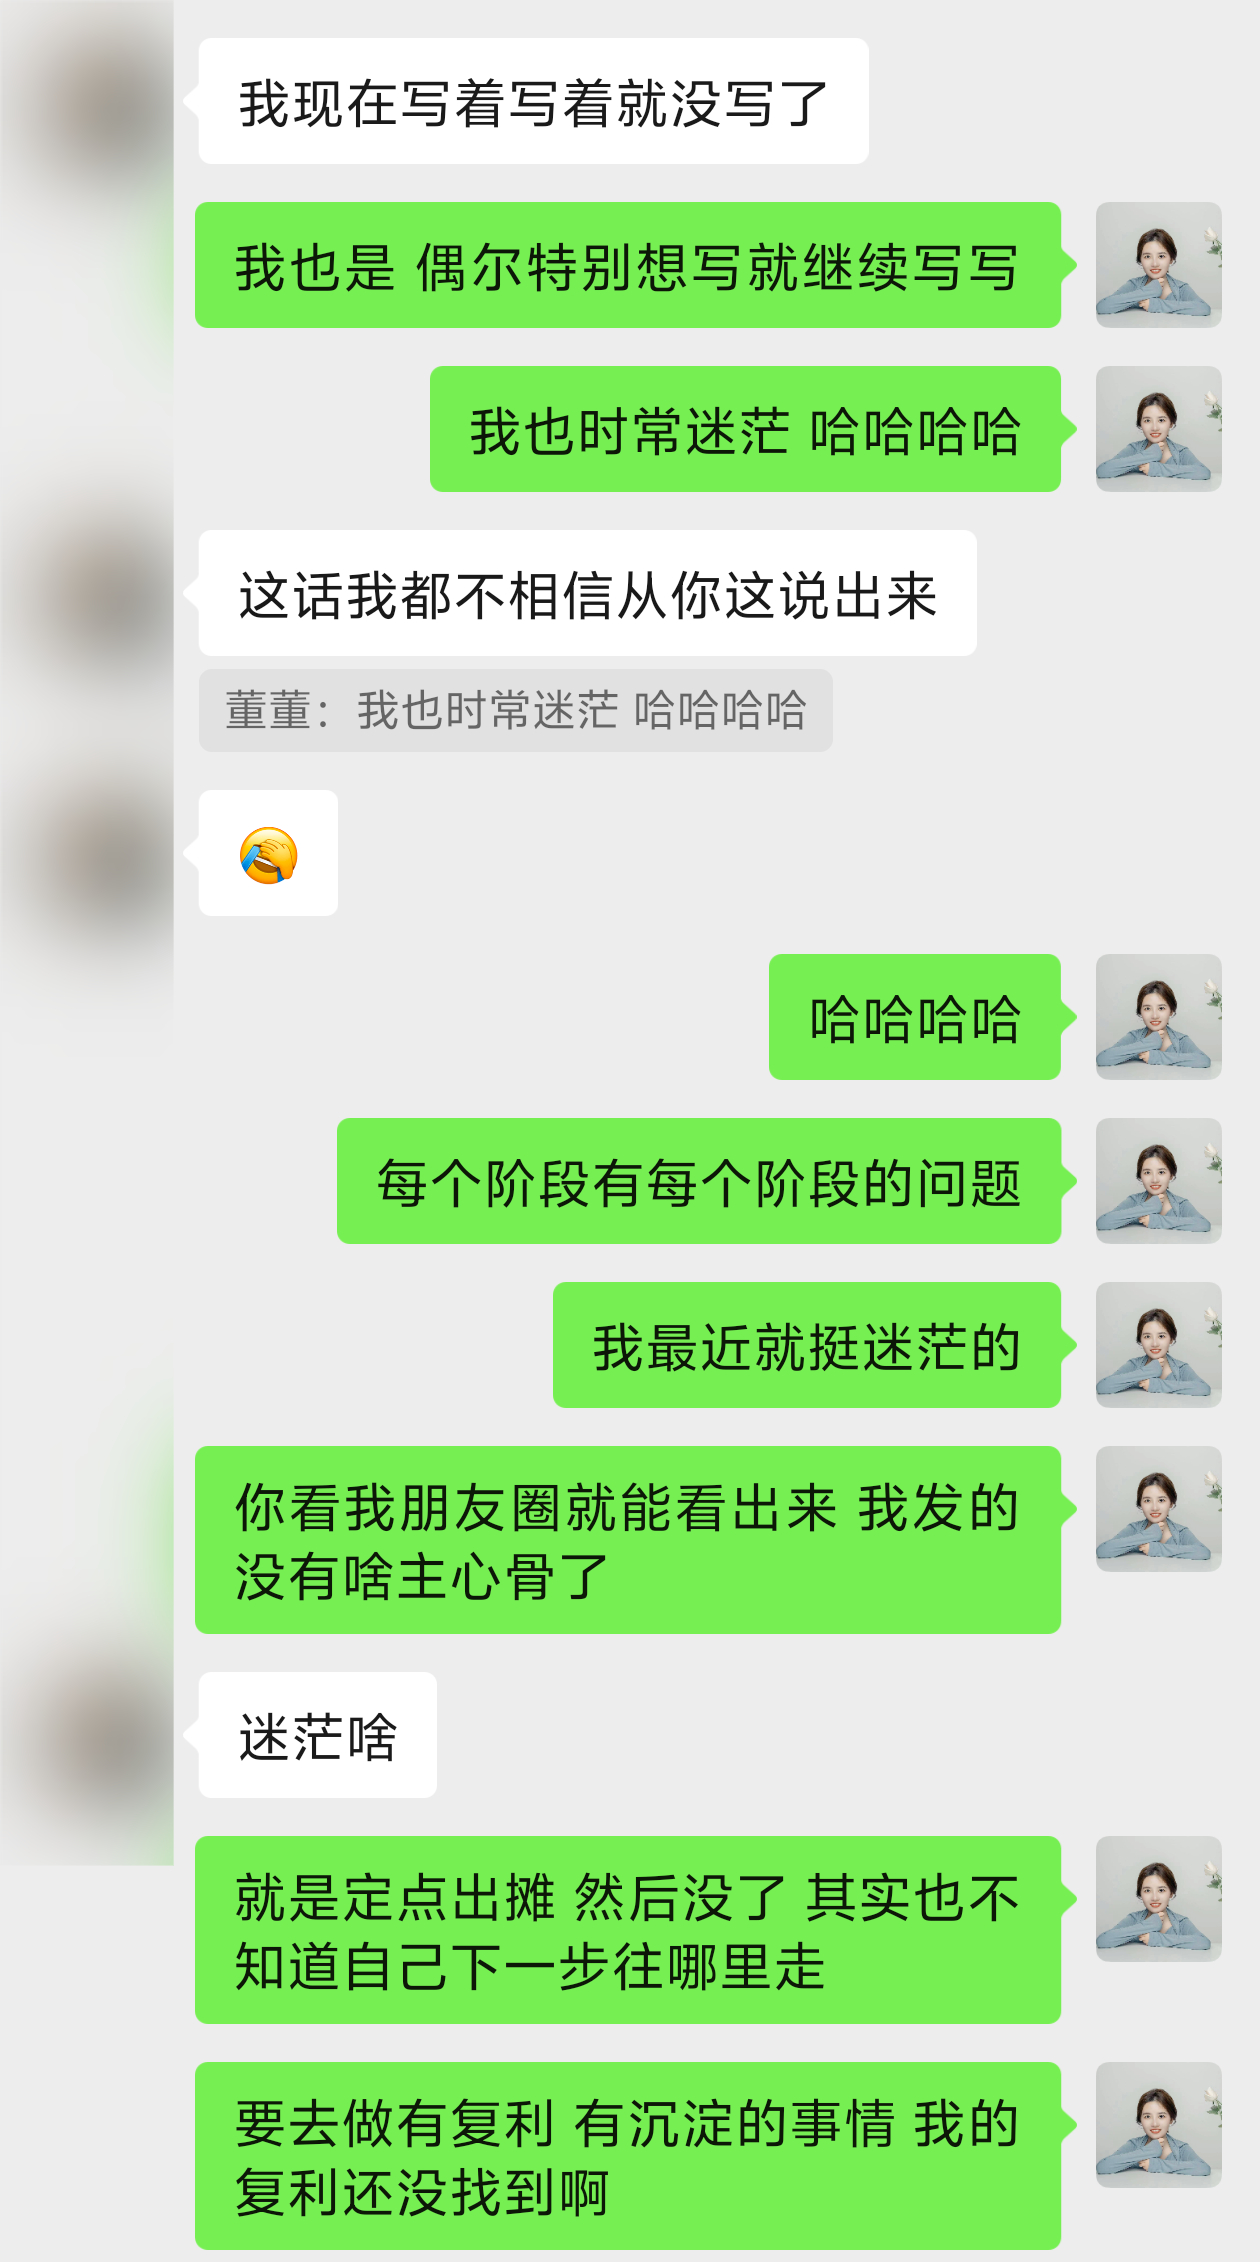 我现在写着写着就没写了
我也是 偶尔特别想写就继续写写
我也时常迷茫 哈哈哈哈
这话我都不相信从你这说出来
董董：我也时常迷茫 哈哈哈哈
哈哈哈哈
每个阶段有每个阶段的问题
我最近就挺迷茫的
你看我朋友圈就能看出来 我发的
没有啥主心骨了
迷茫啥
就是定点出摊 然后没了 其实也不
知道自己下一步往哪里走
要去做有复利 有沉淀的事情 我的
复利还没找到啊